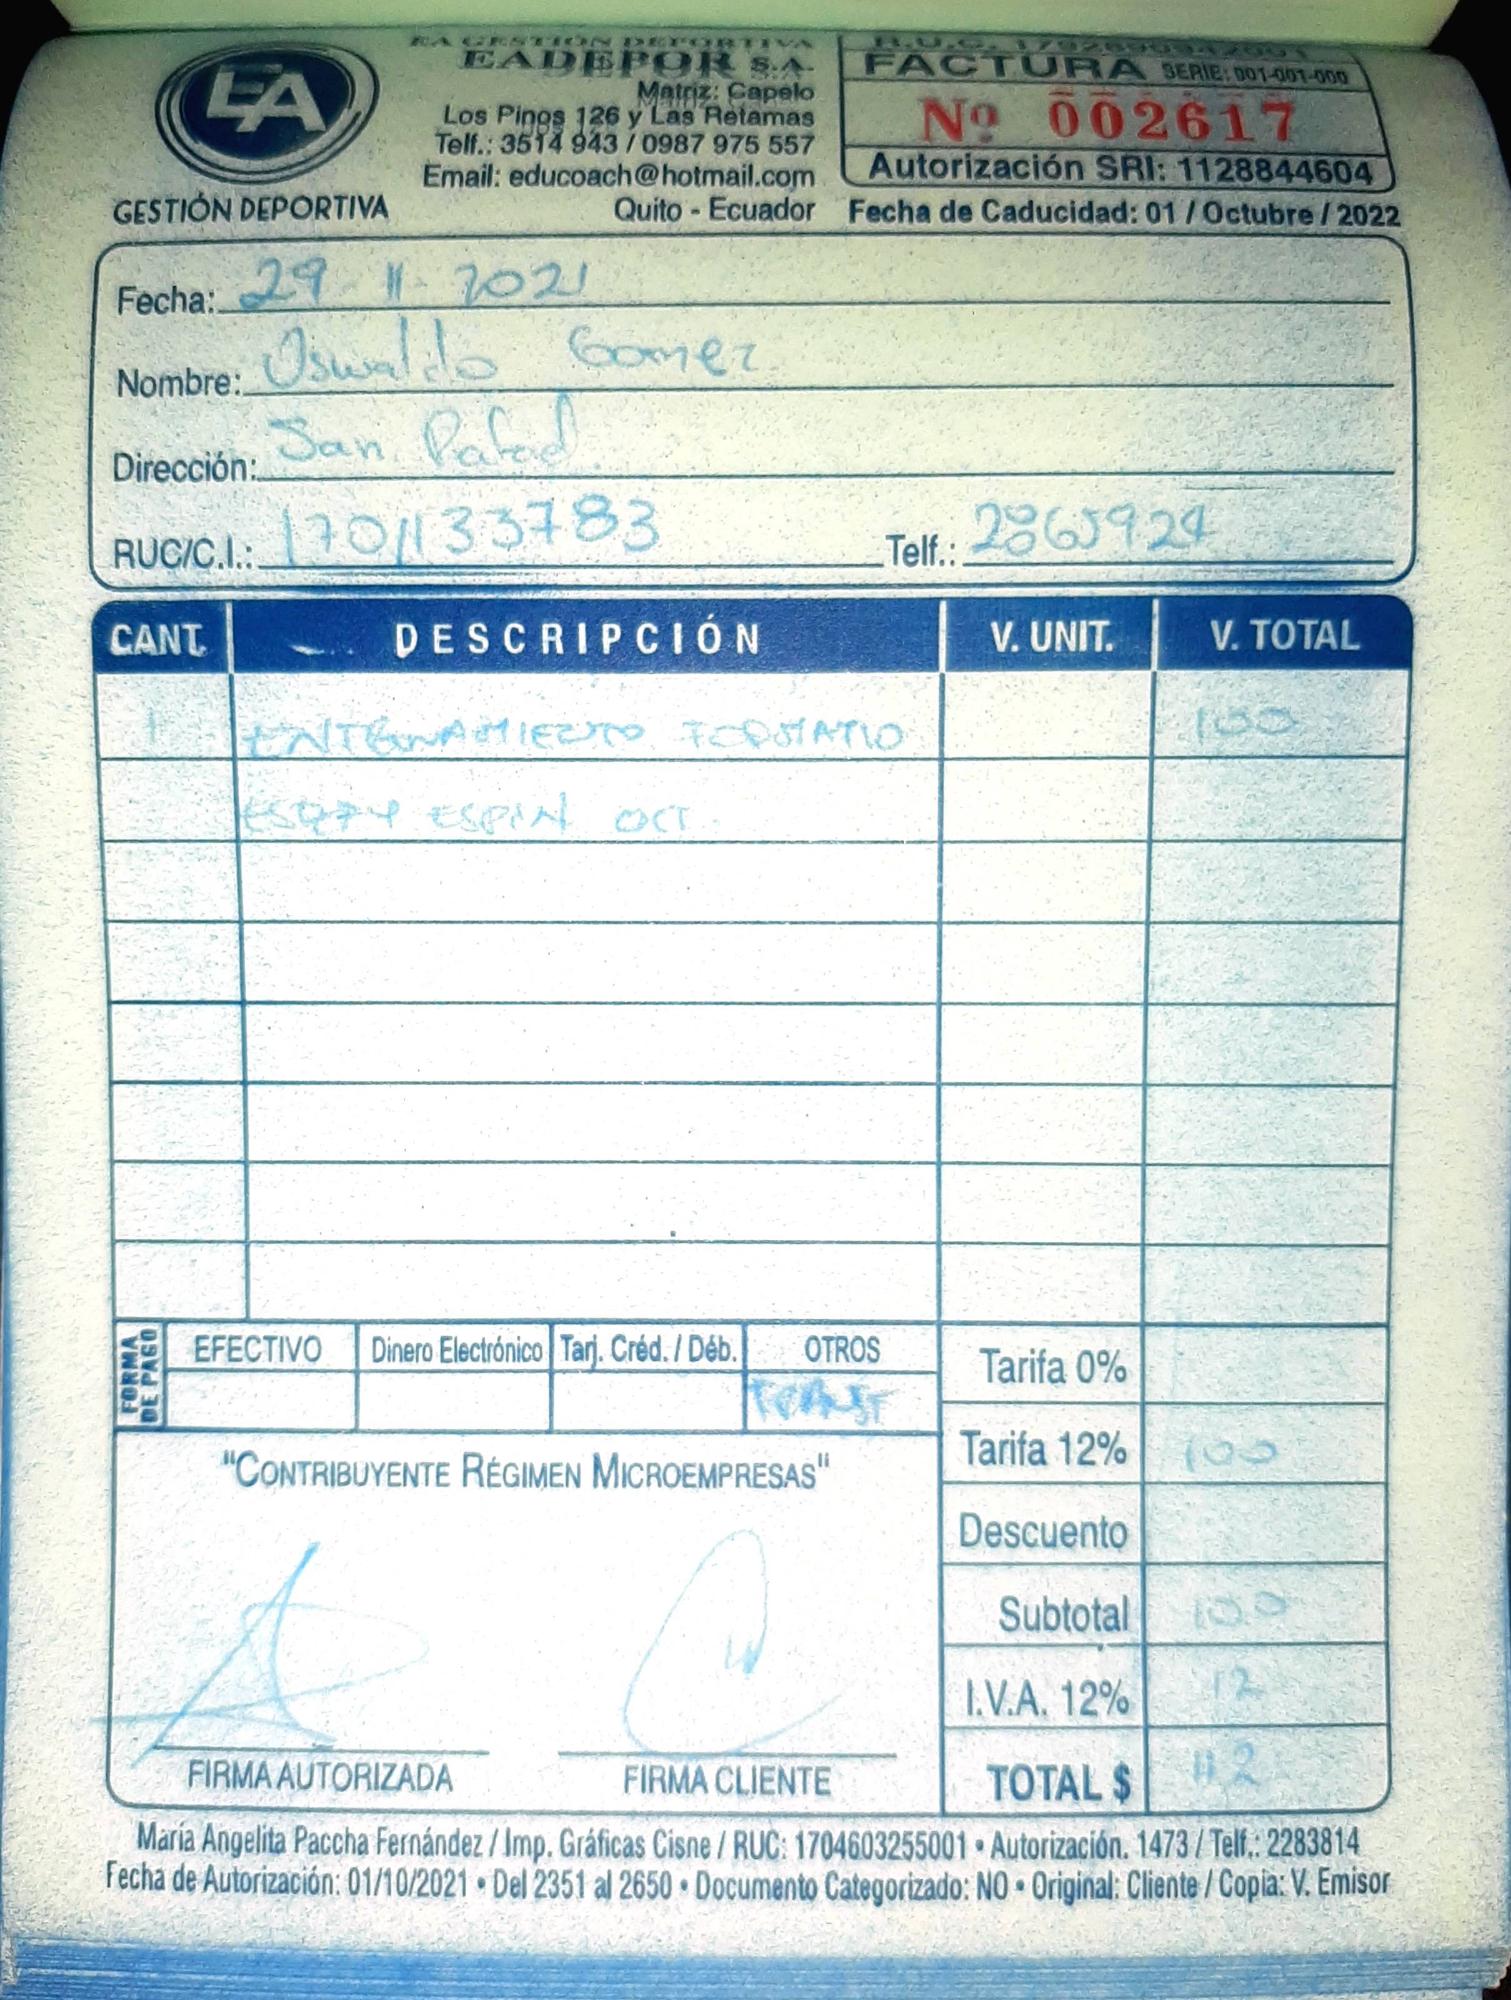 EA GESTIÓN DEPORTIVA
EADEPOR S.A.
Matriz: Capelo
Los Pinos 126 y Las Retamas
Telf.: 3514 943 / 0987 975 557
Email: educoach@hotmail.com
Quito - Ecuador
EA
GESTIÓN DEPORTIVA
R.U.C.
FACTURA SERIE: 001-001-000
Nº 002617
Autorización SRI: 1128844604
Fecha de Caducidad: 01 / Octubre / 2022
Fecha: 29-11-2021
Nombre: Oswaldo Gomez
Dirección: San Rafael
RUC/C.I.: 1701133783 Telf.: 2865924
CANT. DESCRIPCIÓN V. UNIT. V. TOTAL
1 ENTRENAMIENTO FORMATIO 100
ESPIN OCT.
FORMA DE PAGO
EFECTIVO Dinero Electrónico Tarj. Créd. / Déb. OTROS
TRANSF
Tarifa 0%
Tarifa 12% 100
Descuento
Subtotal 100
I.V.A. 12% 12
TOTAL $ 112
"CONTRIBUYENTE RÉGIMEN MICROEMPRESAS"
FIRMA AUTORIZADA FIRMA CLIENTE
María Angelita Paccha Fernández / Imp. Gráficas Cisne / RUC: 1704603255001 • Autorización. 1473 / Telf.: 2283814
Fecha de Autorización: 01/10/2021 • Del 2351 al 2650 • Documento Categorizado: NO • Original: Cliente / Copia: V. Emisor